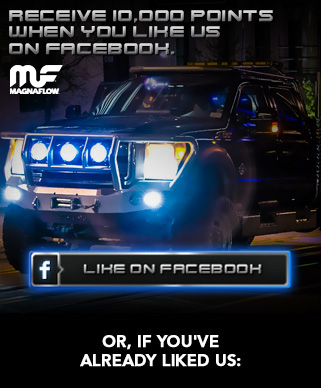 RECEIVE 10,000 POINTS
WHEN YOU LIKE US
ON FACEBOOK.
MF
MAGNAFLOW
f
LIKE ON FACEBOOK
OR, IF YOU'VE
ALREADY LIKED US: